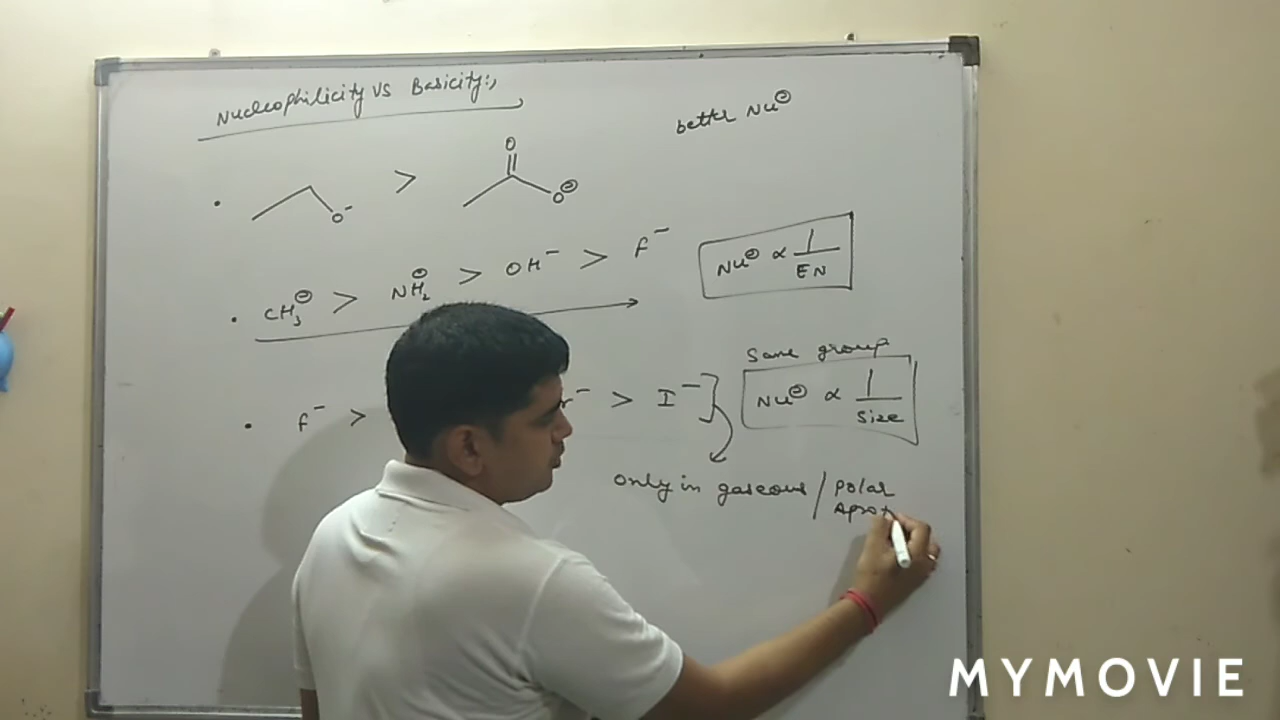 Nucleophilicity VS Basicity:,
better Nu⊖
O
O⁻ > O⊖
CH₃⊖ > NH₂⊖ > OH⁻ > F⁻
Nu⊖ ∝ 1/EN
Same group
F⁻ > r⁻ > I⁻
Nu⊖ ∝ 1/Size
only in gaseous / Polar
Aprot
MYMOVIE